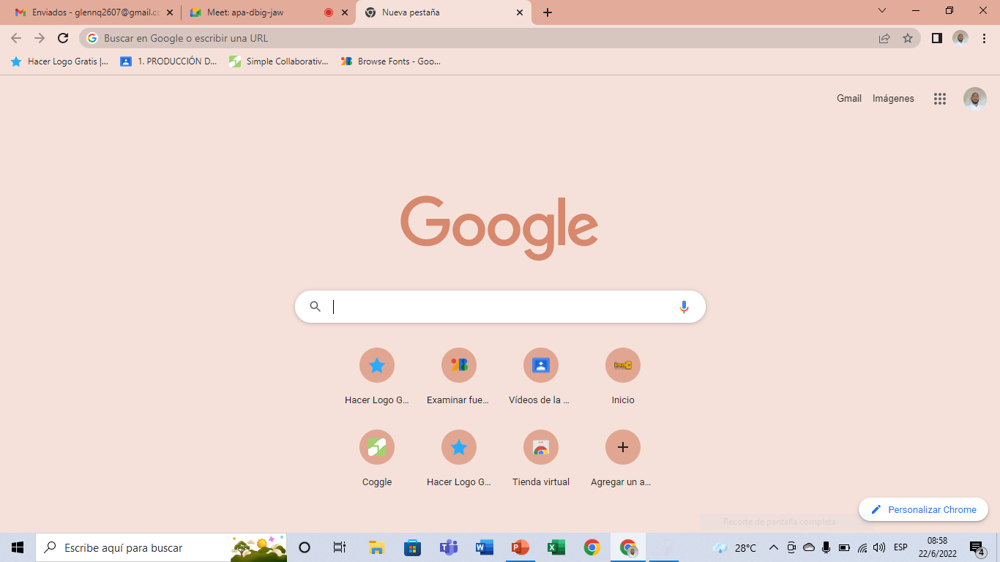 Enviados - glennq2607@gmail.cc
Meet: apa-dbig-jaw
Nueva pestaña
Buscar en Google o escribir una URL
Hacer Logo Gratis |...
1. PRODUCCIÓN D...
Simple Collaborativ...
Browse Fonts - Goo...
Gmail
Imágenes
Google
Hacer Logo G...
Examinar fue...
Vídeos de la ...
Inicio
Coggle
Hacer Logo G...
Tienda virtual
Agregar un a...
Personalizar Chrome
Recorte de pantalla completa
Escribe aquí para buscar
28°C
ESP
08:58
22/6/2022
4